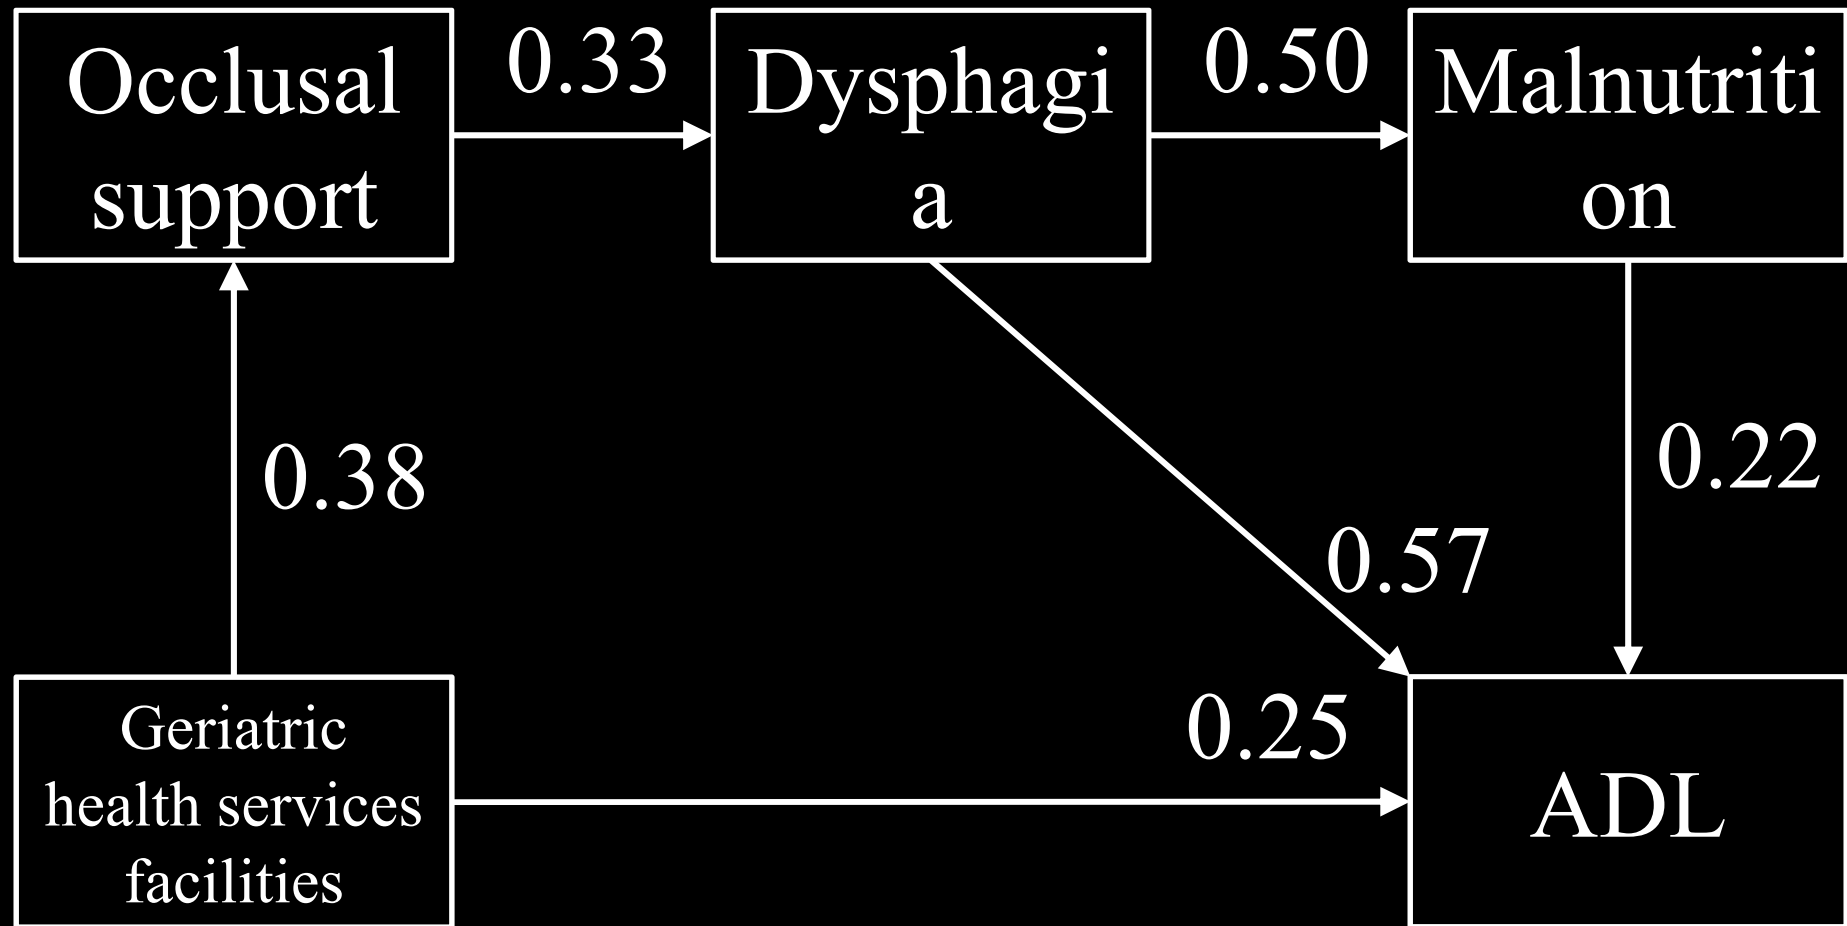 Occlusal
support
0.33
Dysphagi
a
0.50
Malnutriti
on
0.38
0.22
0.57
0.25
Geriatric
health services
facilities
ADL